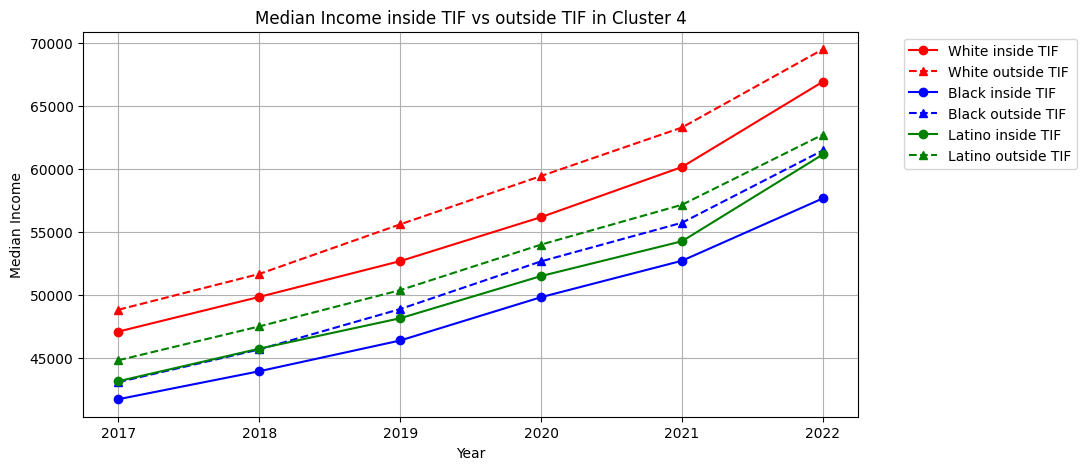 Median Income inside TIF vs outside TIF in Cluster 4
70000
65000
60000
55000
50000
45000
Median Income
2017 2018 2019 2020 2021 2022
Year
White inside TIF
White outside TIF
Black inside TIF
Black outside TIF
Latino inside TIF
Latino outside TIF